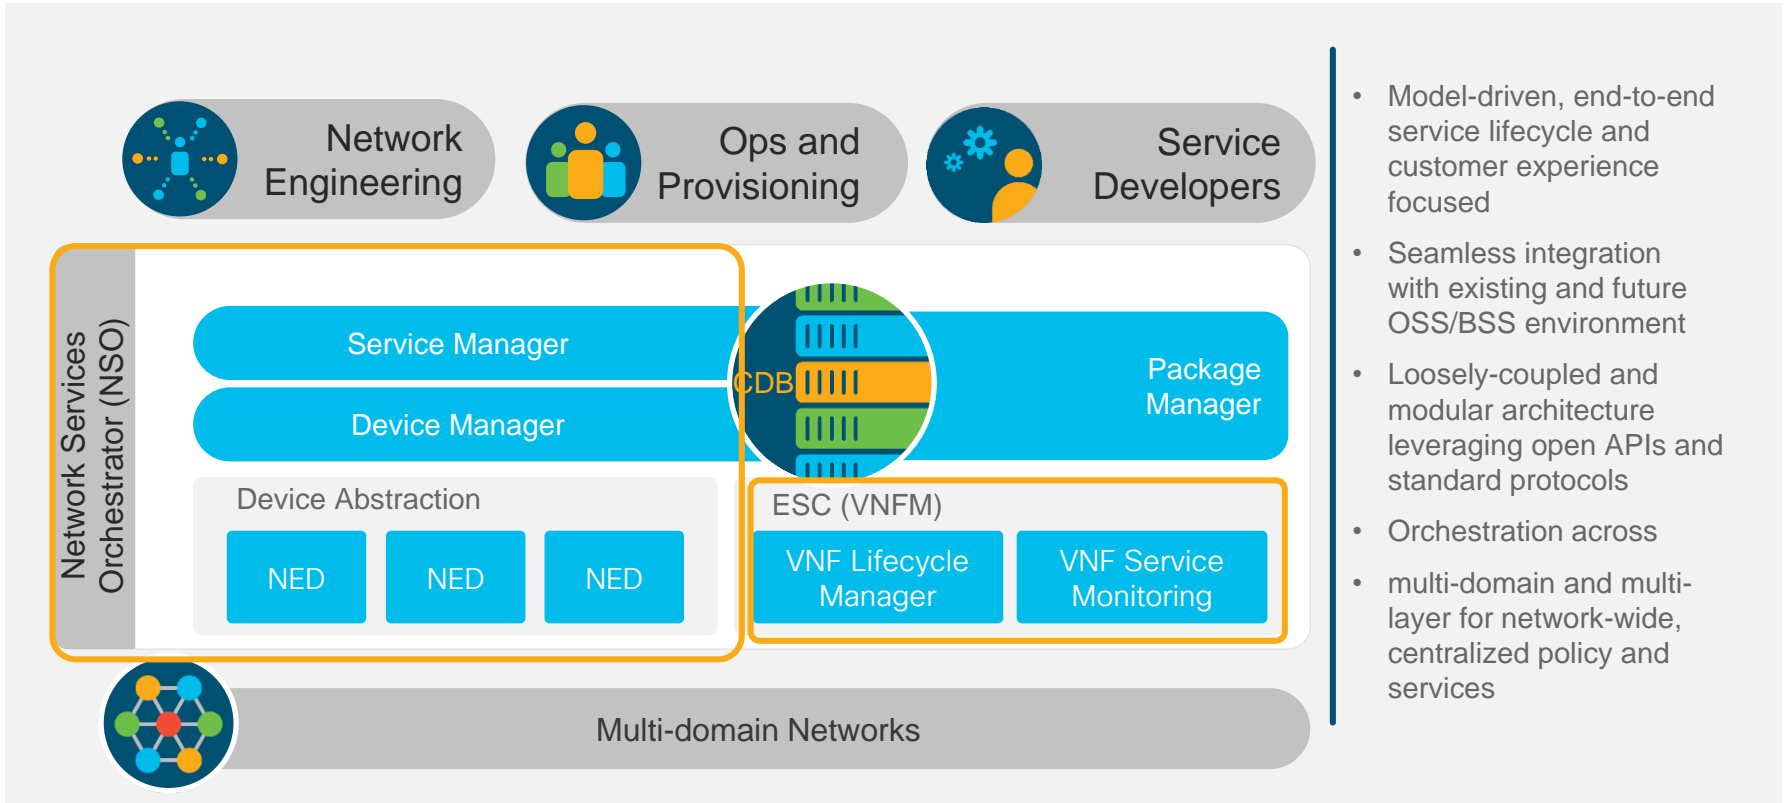 Network
Engineering
Ops and
Provisioning
Service
Developers
Network Services
Orchestrator (NSO)
Service Manager
Device Manager
CDB
Package
Manager
Device Abstraction
NED
NED
NED
ESC (VNFM)
VNF Lifecycle
Manager
VNF Service
Monitoring
Multi-domain Networks
• Model-driven, end-to-end
service lifecycle and
customer experience
focused
• Seamless integration
with existing and future
OSS/BSS environment
• Loosely-coupled and
modular architecture
leveraging open APIs and
standard protocols
• Orchestration across
• multi-domain and multi-
layer for network-wide,
centralized policy and
services